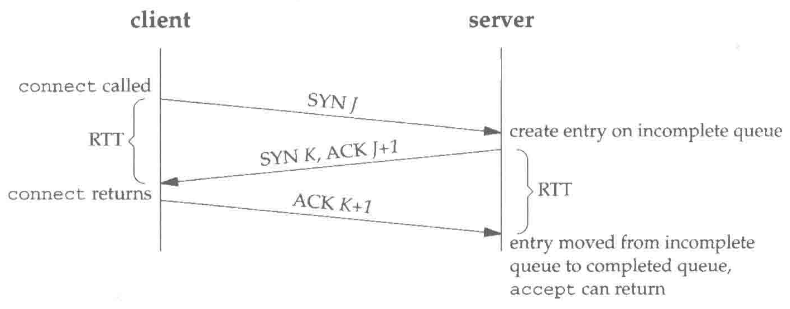 client server
connect called
SYN J
create entry on incomplete queue
RTT
SYN K, ACK J+1
connect returns
RTT
ACK K+1
entry moved from incomplete
queue to completed queue,
accept can return